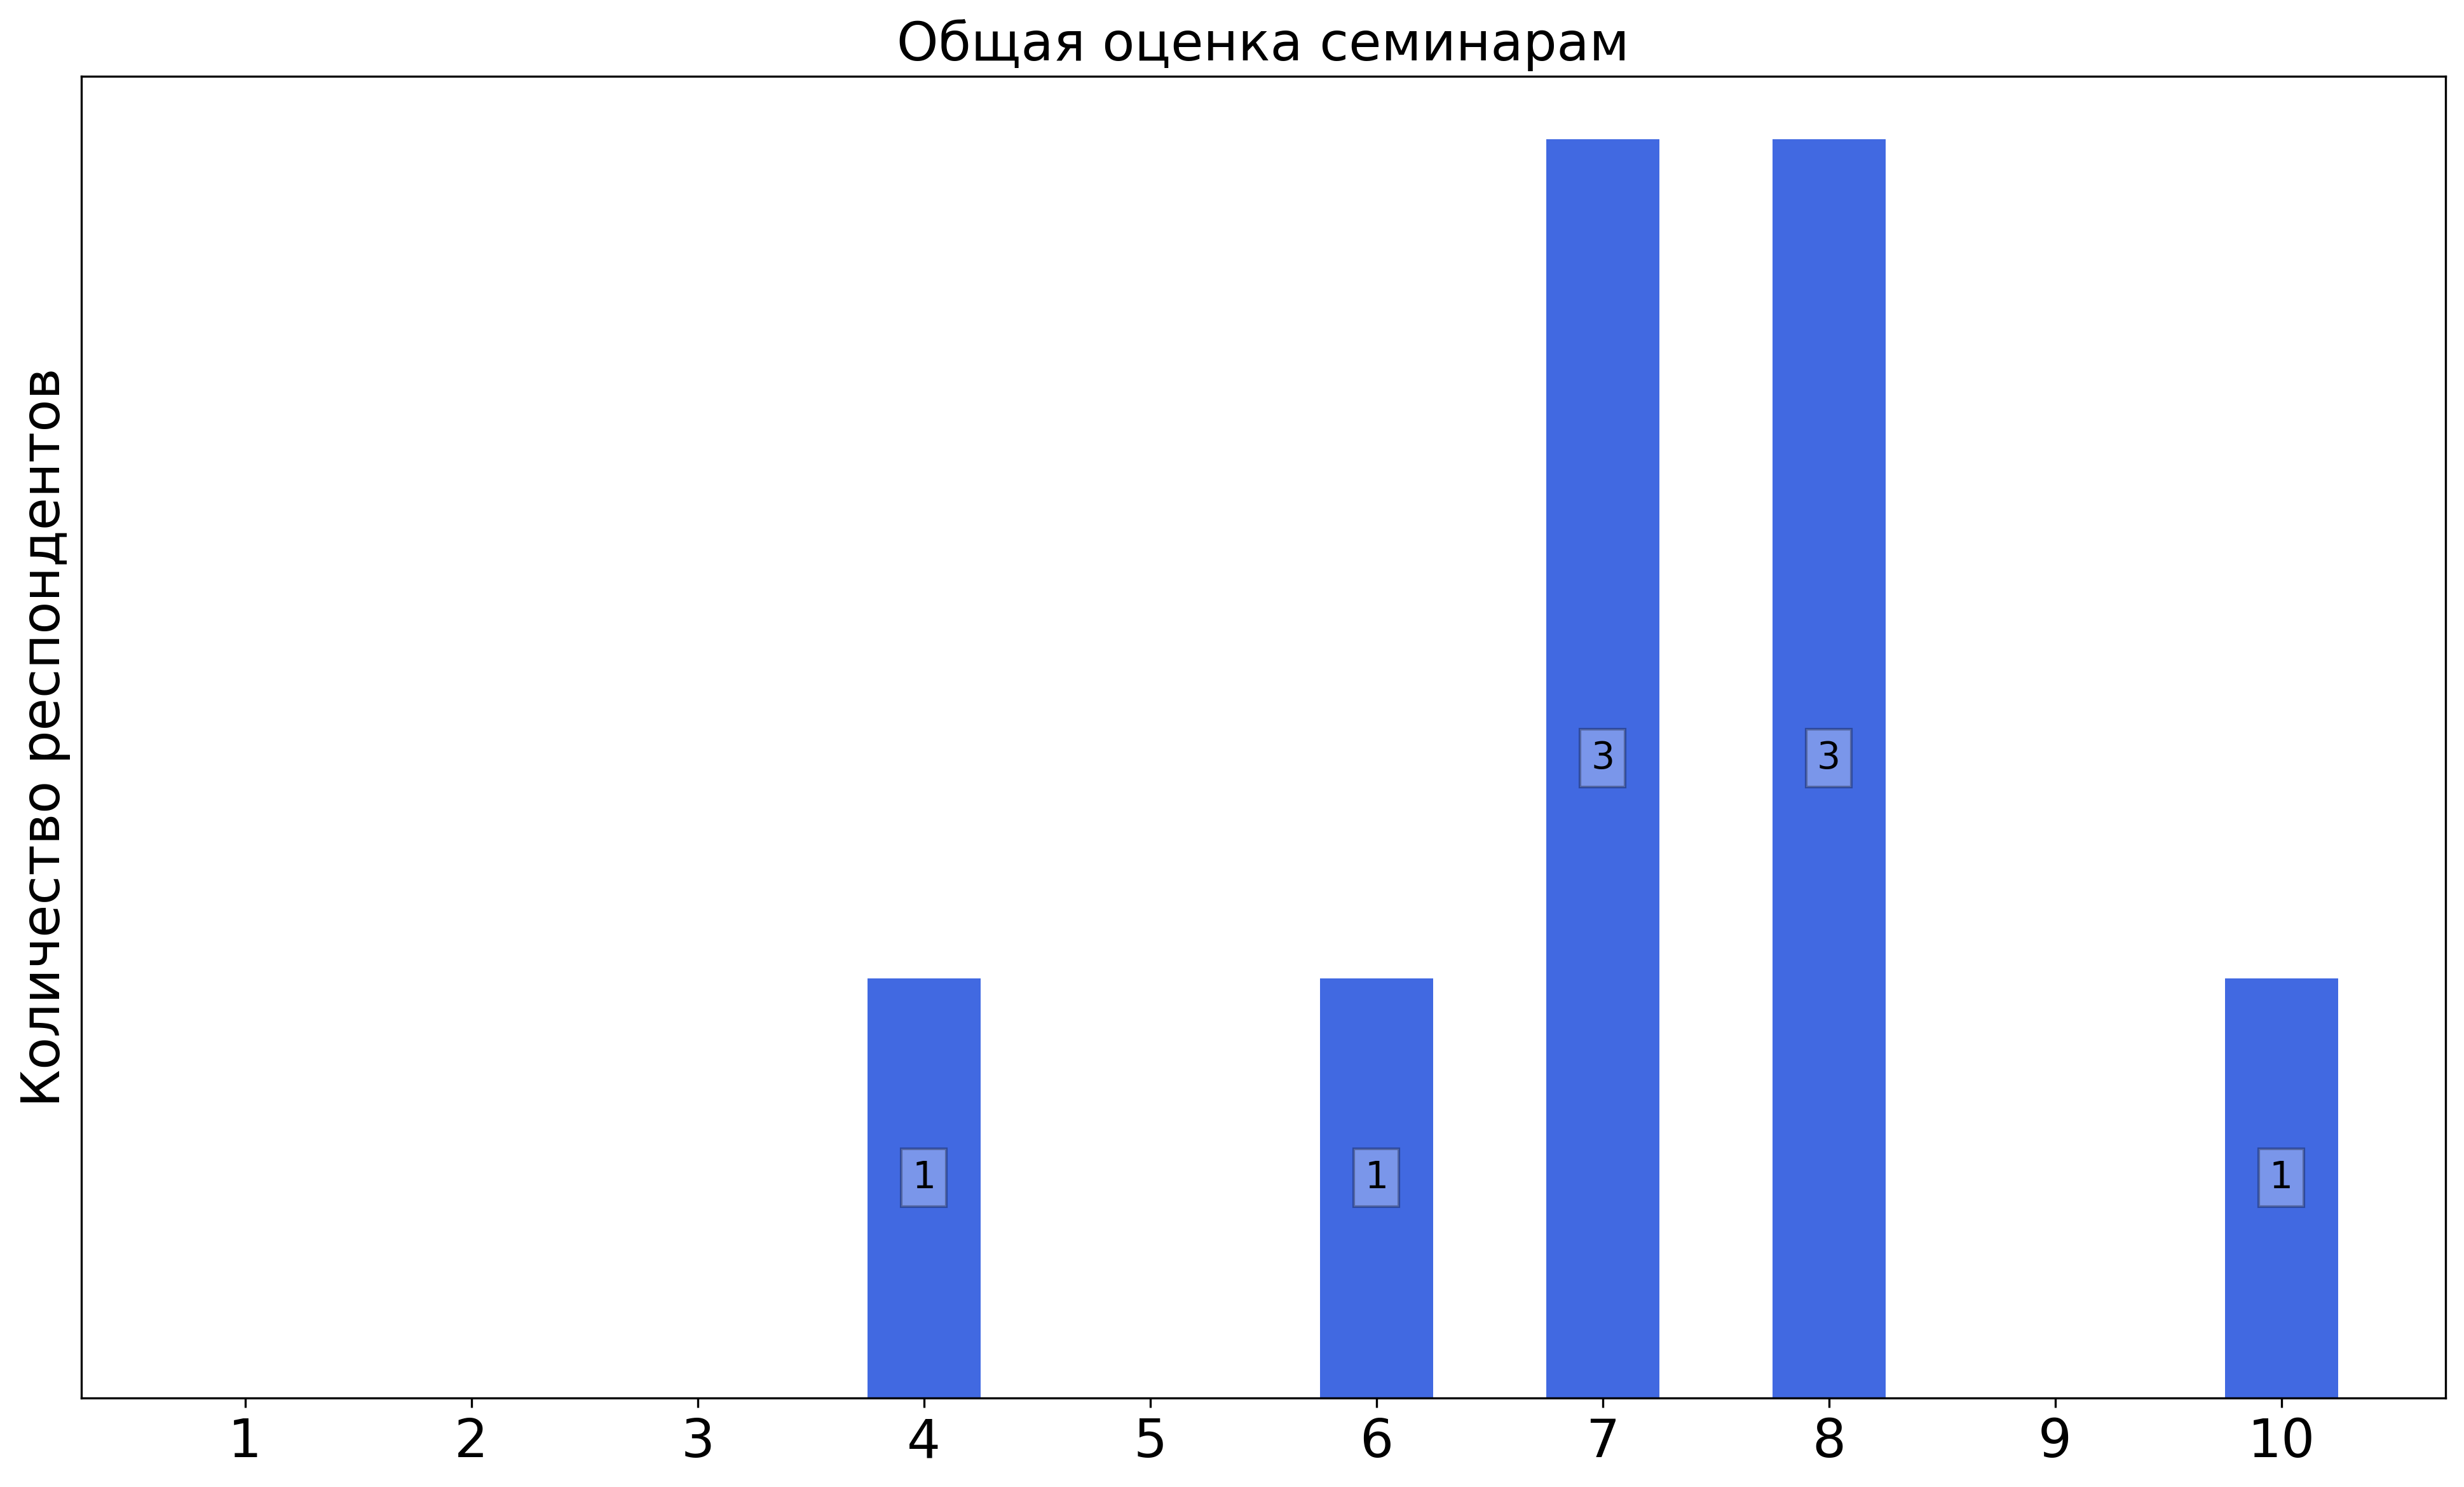 Общая оценка семинарам
Количество респондентов
3 3
1 1 1
1 2 3 4 5 6 7 8 9 10